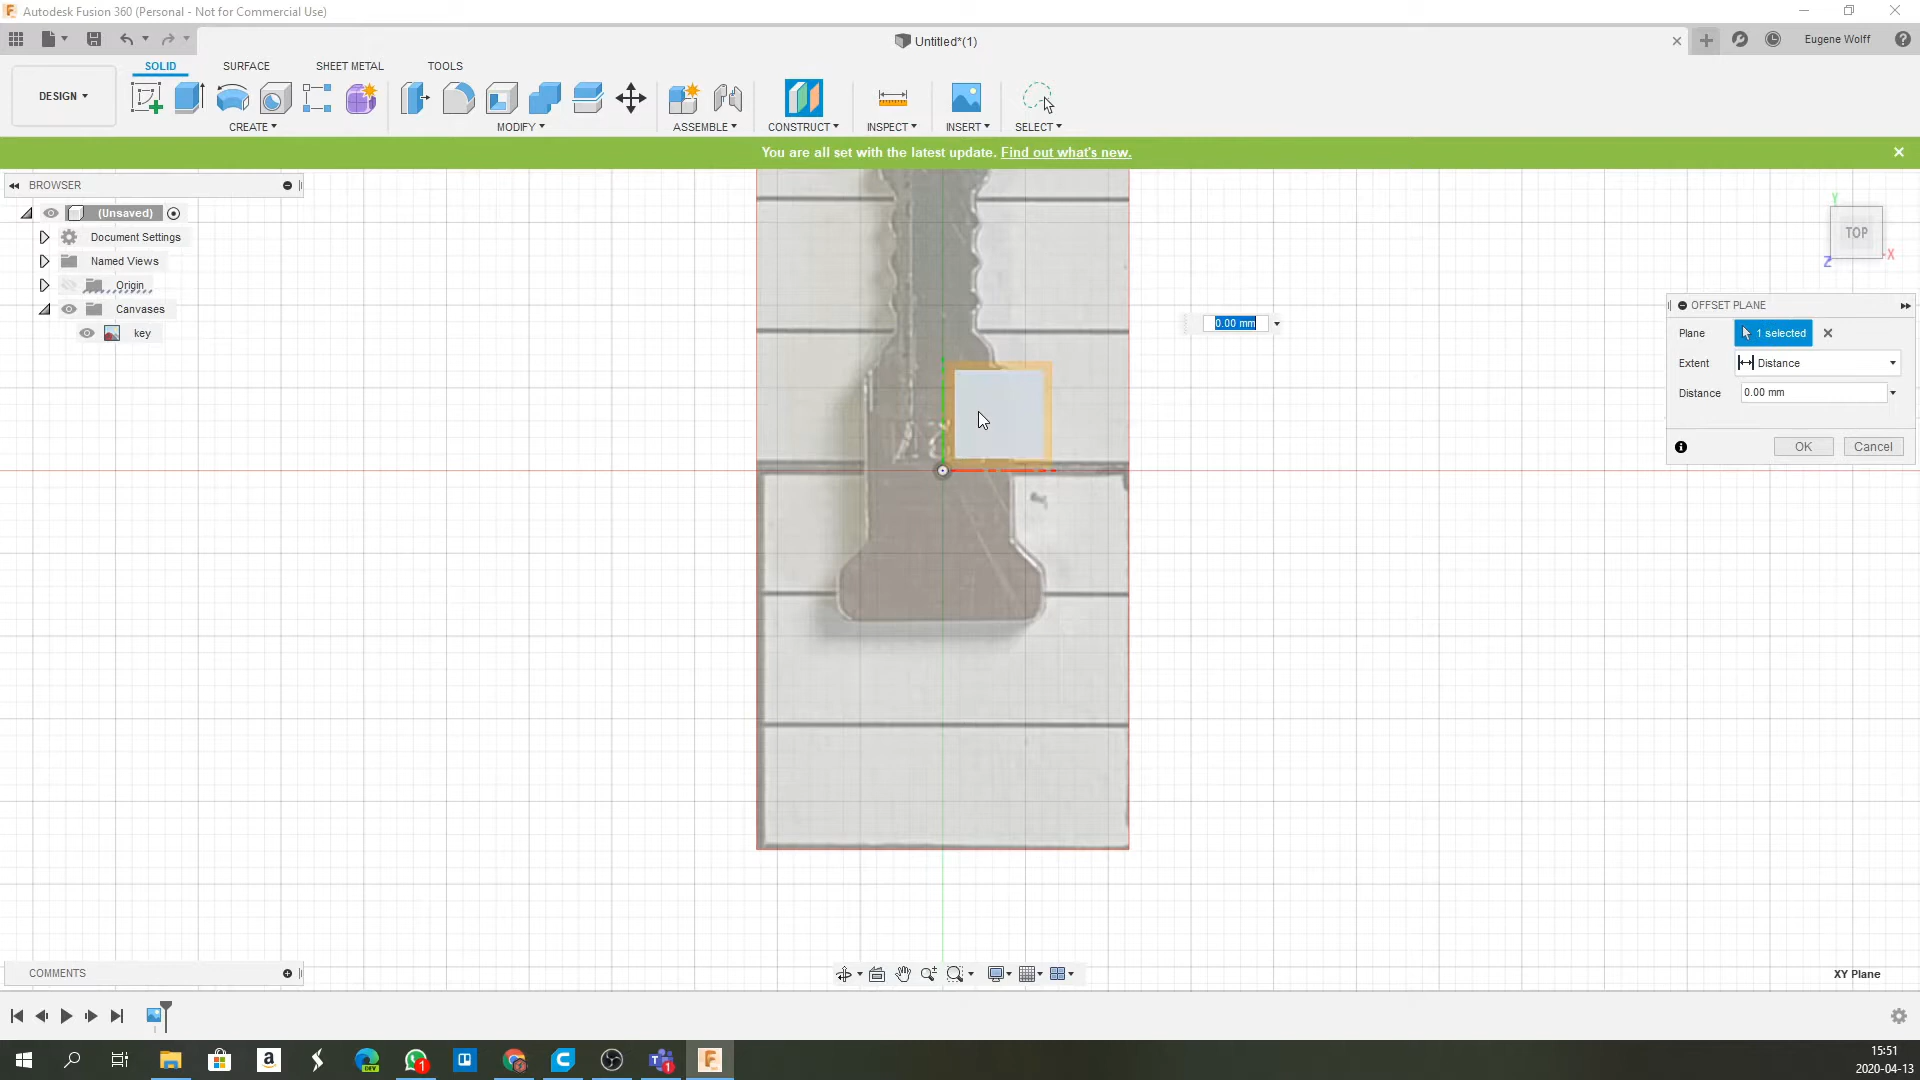 Autodesk Fusion 360 (Personal - Not for Commercial Use)
Untitled*(1)
Eugene Wolff
DESIGN
SOLID SURFACE SHEET METAL TOOLS
CREATE MODIFY ASSEMBLE CONSTRUCT INSPECT INSERT SELECT
You are all set with the latest update. Find out what's new.
BROWSER
(Unsaved)
Document Settings
Named Views
Origin
Canvases
key
Y
TOP
X
Z
0.00 mm
OFFSET PLANE
Plane 1 selected
Extent Distance
Distance 0.00 mm
OK Cancel
COMMENTS
XY Plane
1
1
15:51
2020-04-13